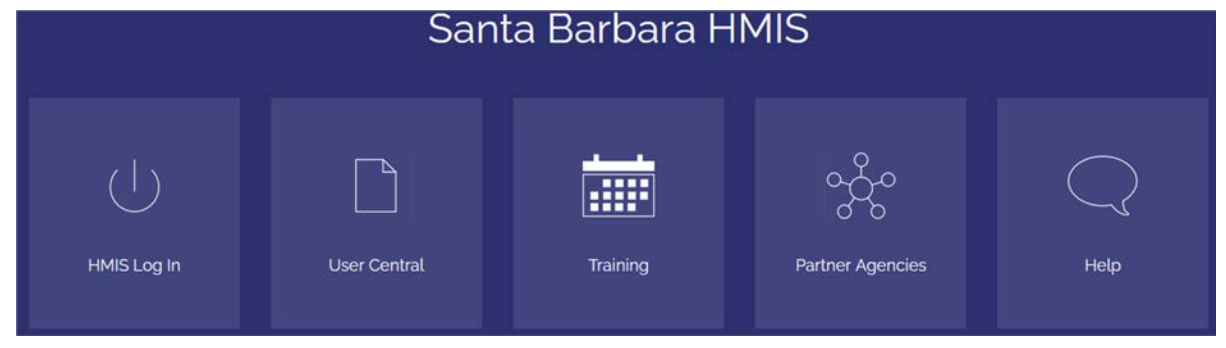 Santa Barbara HMIS
HMIS Log In
User Central
Training
Partner Agencies
Help